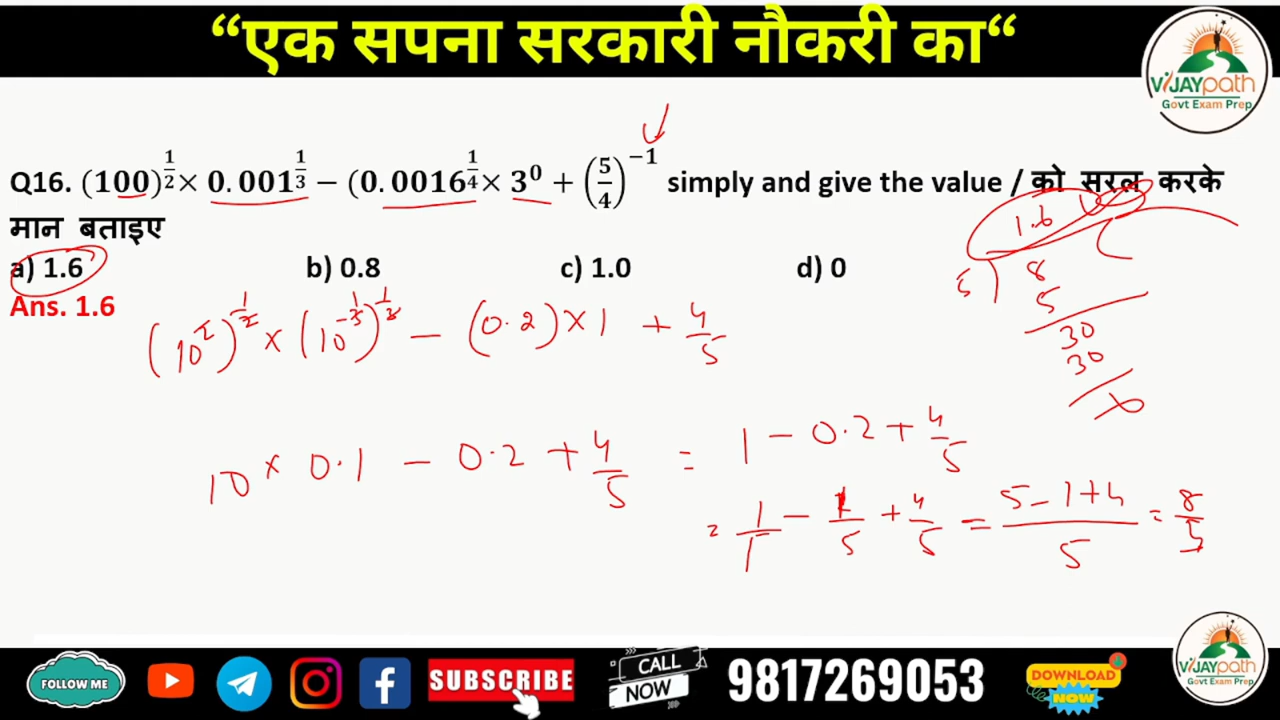 “एक सपना सरकारी नौकरी का“
VIJAYpath
Govt Exam Prep
Q16. (100)^{1/2} × 0.001^{1/3} − (0.0016^{1/4} × 3^0 + (5/4)^{−1} simply and give the value / को सरल करके
मान बताइए
a) 1.6 b) 0.8 c) 1.0 d) 0
Ans. 1.6
1.6
5) 8
5
30
30
(10^2)^{1/2} × (10^{-3})^{1/3} − (0.2) × 1 + 4/5
10 × 0.1 − 0.2 + 4/5 = 1 − 0.2 + 4/5
= 1/1 − 1/5 + 4/5 = (5 − 1 + 4)/5 = 8/5
VIJAYpath
Govt Exam Prep
FOLLOW ME
f
SUBSCRIBE
CALL
NOW
9817269053
DOWNLOAD
NOW